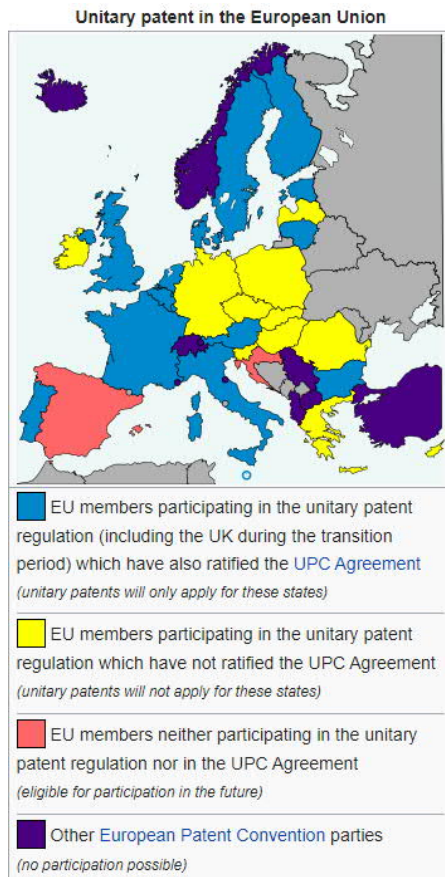 Unitary patent in the European Union
EU members participating in the unitary patent
regulation (including the UK during the transition
period) which have also ratified the UPC Agreement
(unitary patents will only apply for these states)
EU members participating in the unitary patent
regulation which have not ratified the UPC Agreement
(unitary patents will not apply for these states)
EU members neither participating in the unitary
patent regulation nor in the UPC Agreement
(eligible for participation in the future)
Other European Patent Convention parties
(no participation possible)